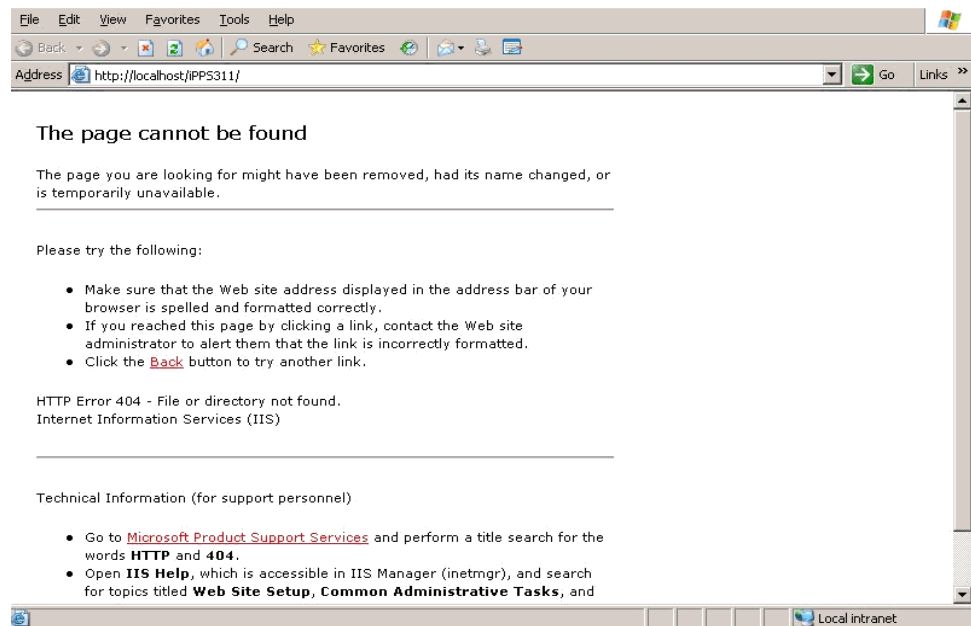 File Edit View Favorites Tools Help
Back Search Favorites
Address http://localhost/iPPS311/ Go Links »
The page cannot be found
The page you are looking for might have been removed, had its name changed, or
is temporarily unavailable.
Please try the following:
• Make sure that the Web site address displayed in the address bar of your
browser is spelled and formatted correctly.
• If you reached this page by clicking a link, contact the Web site
administrator to alert them that the link is incorrectly formatted.
• Click the Back button to try another link.
HTTP Error 404 - File or directory not found.
Internet Information Services (IIS)
Technical Information (for support personnel)
• Go to Microsoft Product Support Services and perform a title search for the
words HTTP and 404.
• Open IIS Help, which is accessible in IIS Manager (inetmgr), and search
for topics titled Web Site Setup, Common Administrative Tasks, and
Local intranet